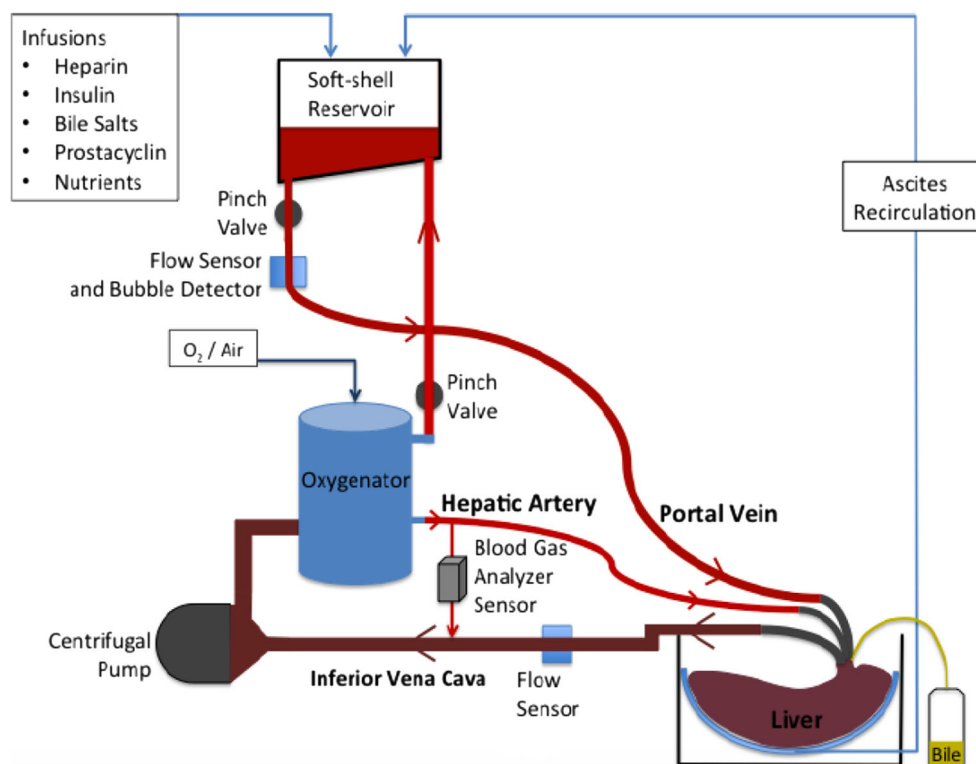 Infusions
• Heparin
• Insulin
• Bile Salts
• Prostacyclin
• Nutrients
Soft-shell
Reservoir
Pinch
Valve
Flow Sensor
and Bubble Detector
Ascites
Recirculation
O₂ / Air
Pinch
Valve
Oxygenator
Hepatic Artery
Portal Vein
Blood Gas
Analyzer
Sensor
Centrifugal
Pump
Inferior Vena Cava
Flow
Sensor
Liver
Bile